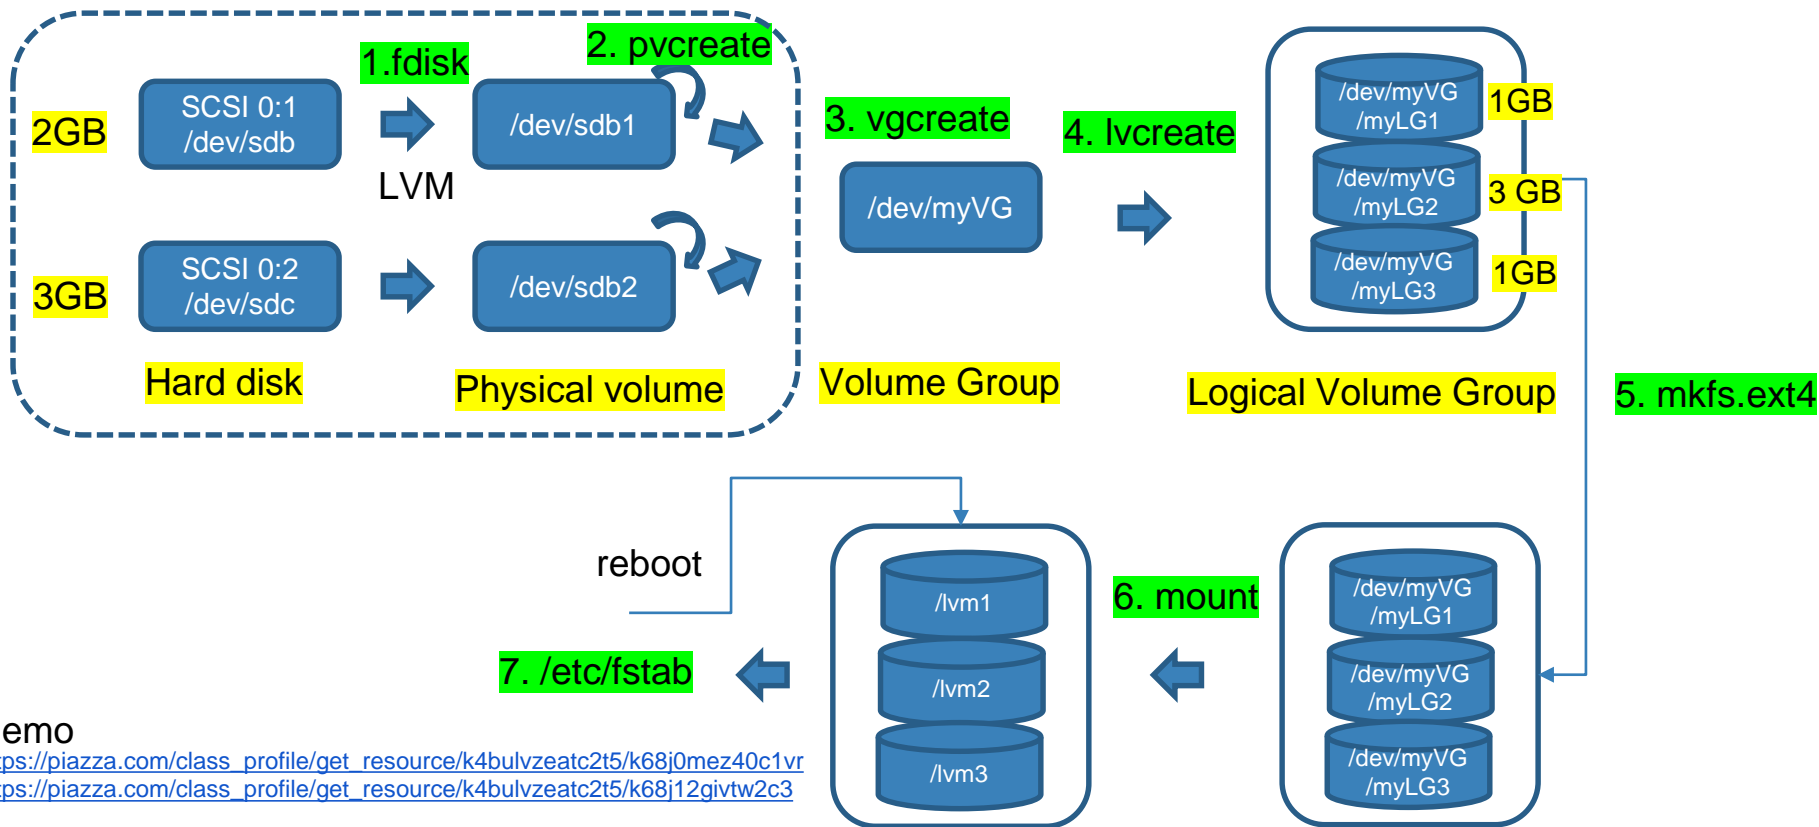 1.fdisk
2. pvcreate
2GB
SCSI 0:1
/dev/sdb
/dev/sdb1
LVM
3GB
SCSI 0:2
/dev/sdc
/dev/sdb2
Hard disk
Physical volume
3. vgcreate
/dev/myVG
Volume Group
4. lvcreate
/dev/myVG
/myLG1
1GB
/dev/myVG
/myLG2
3 GB
/dev/myVG
/myLG3
1GB
Logical Volume Group
5. mkfs.ext4
/dev/myVG
/myLG1
/dev/myVG
/myLG2
/dev/myVG
/myLG3
6. mount
/lvm1
/lvm2
/lvm3
reboot
7. /etc/fstab
emo
tps://piazza.com/class_profile/get_resource/k4bulvzeatc2t5/k68j0mez40c1vr
tps://piazza.com/class_profile/get_resource/k4bulvzeatc2t5/k68j12givtw2c3